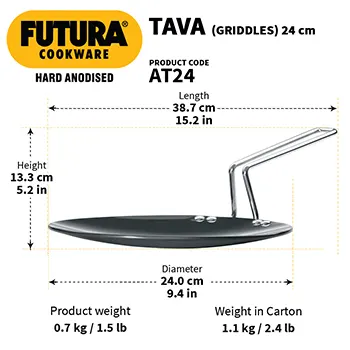 FUTURA
COOKWARE
HARD ANODISED
TAVA (GRIDDLES) 24 cm
PRODUCT CODE
AT24
Length
38.7 cm
15.2 in
Height
13.3 cm
5.2 in
Diameter
24.0 cm
9.4 in
Product weight
0.7 kg / 1.5 lb
Weight in Carton
1.1 kg / 2.4 lb